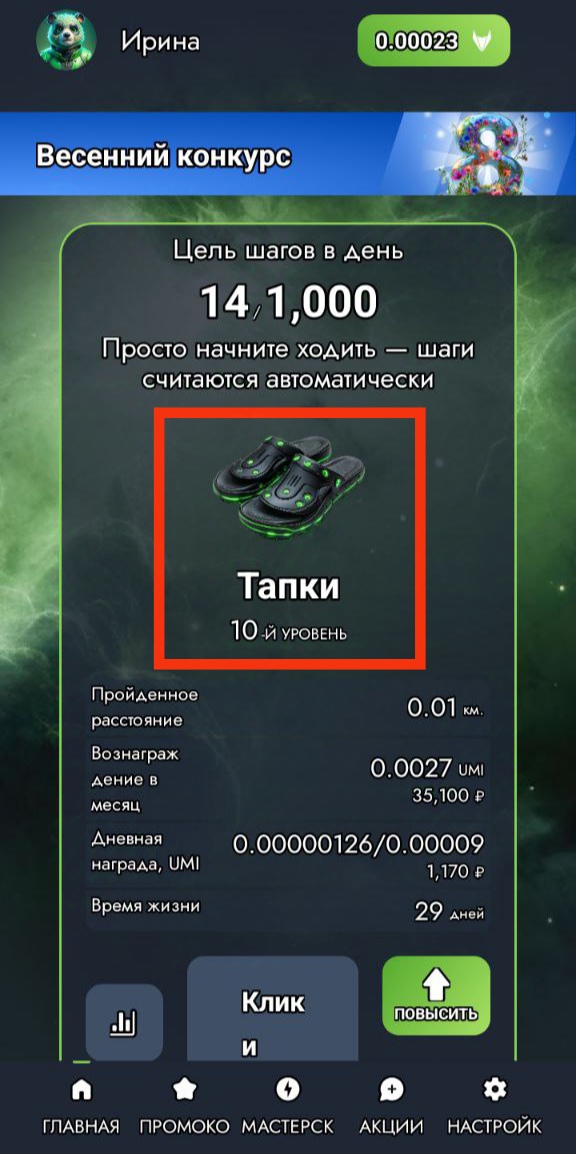 Ирина
0.00023
Весенний конкурс
Цель шагов в день
14 / 1,000
Просто начните ходить — шаги
считаются автоматически
Тапки
10-Й УРОВЕНЬ
Пройденное
расстояние
0.01 км.
Вознаграж
дение в
месяц
0.0027 UMI
35,100 ₽
Дневная
награда, UMI
0.00000126/0.00009
1,170 ₽
Время жизни
29 дней
Клик
и
ПОВЫСИТЬ
ГЛАВНАЯ ПРОМОКО МАСТЕРСК АКЦИИ НАСТРОЙК